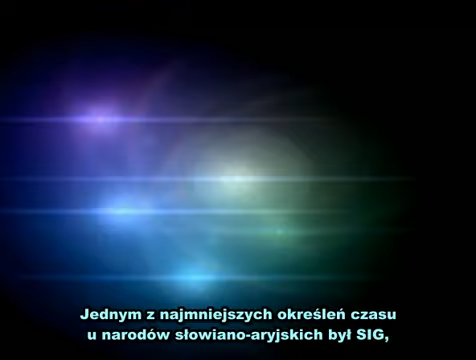 Jednym z najmniejszych określeń czasu
u narodów słowiano-aryjskich był SIG,